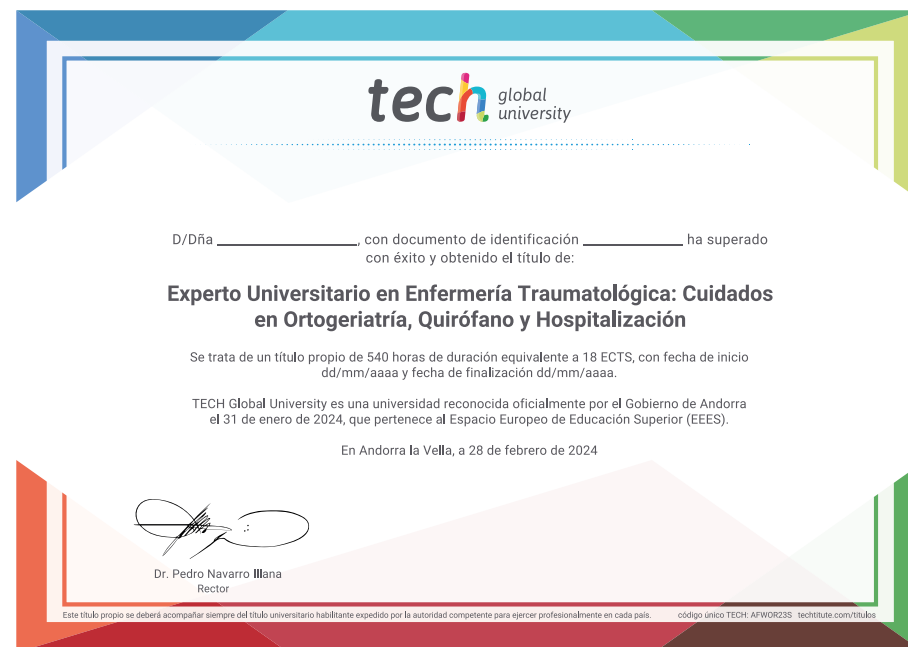 tech global university
D/Dña ____________________, con documento de identificación ______________ ha superado
con éxito y obtenido el título de:
Experto Universitario en Enfermería Traumatológica: Cuidados
en Ortogeriatría, Quirófano y Hospitalización
Se trata de un título propio de 540 horas de duración equivalente a 18 ECTS, con fecha de inicio
dd/mm/aaaa y fecha de finalización dd/mm/aaaa.
TECH Global University es una universidad reconocida oficialmente por el Gobierno de Andorra
el 31 de enero de 2024, que pertenece al Espacio Europeo de Educación Superior (EEES).
En Andorra la Vella, a 28 de febrero de 2024
Dr. Pedro Navarro Illana
Rector
Este título propio se deberá acompañar siempre del título universitario habilitante expedido por la autoridad competente para ejercer profesionalmente en cada país. código único TECH: AFWOR23S techtitute.com/titulos